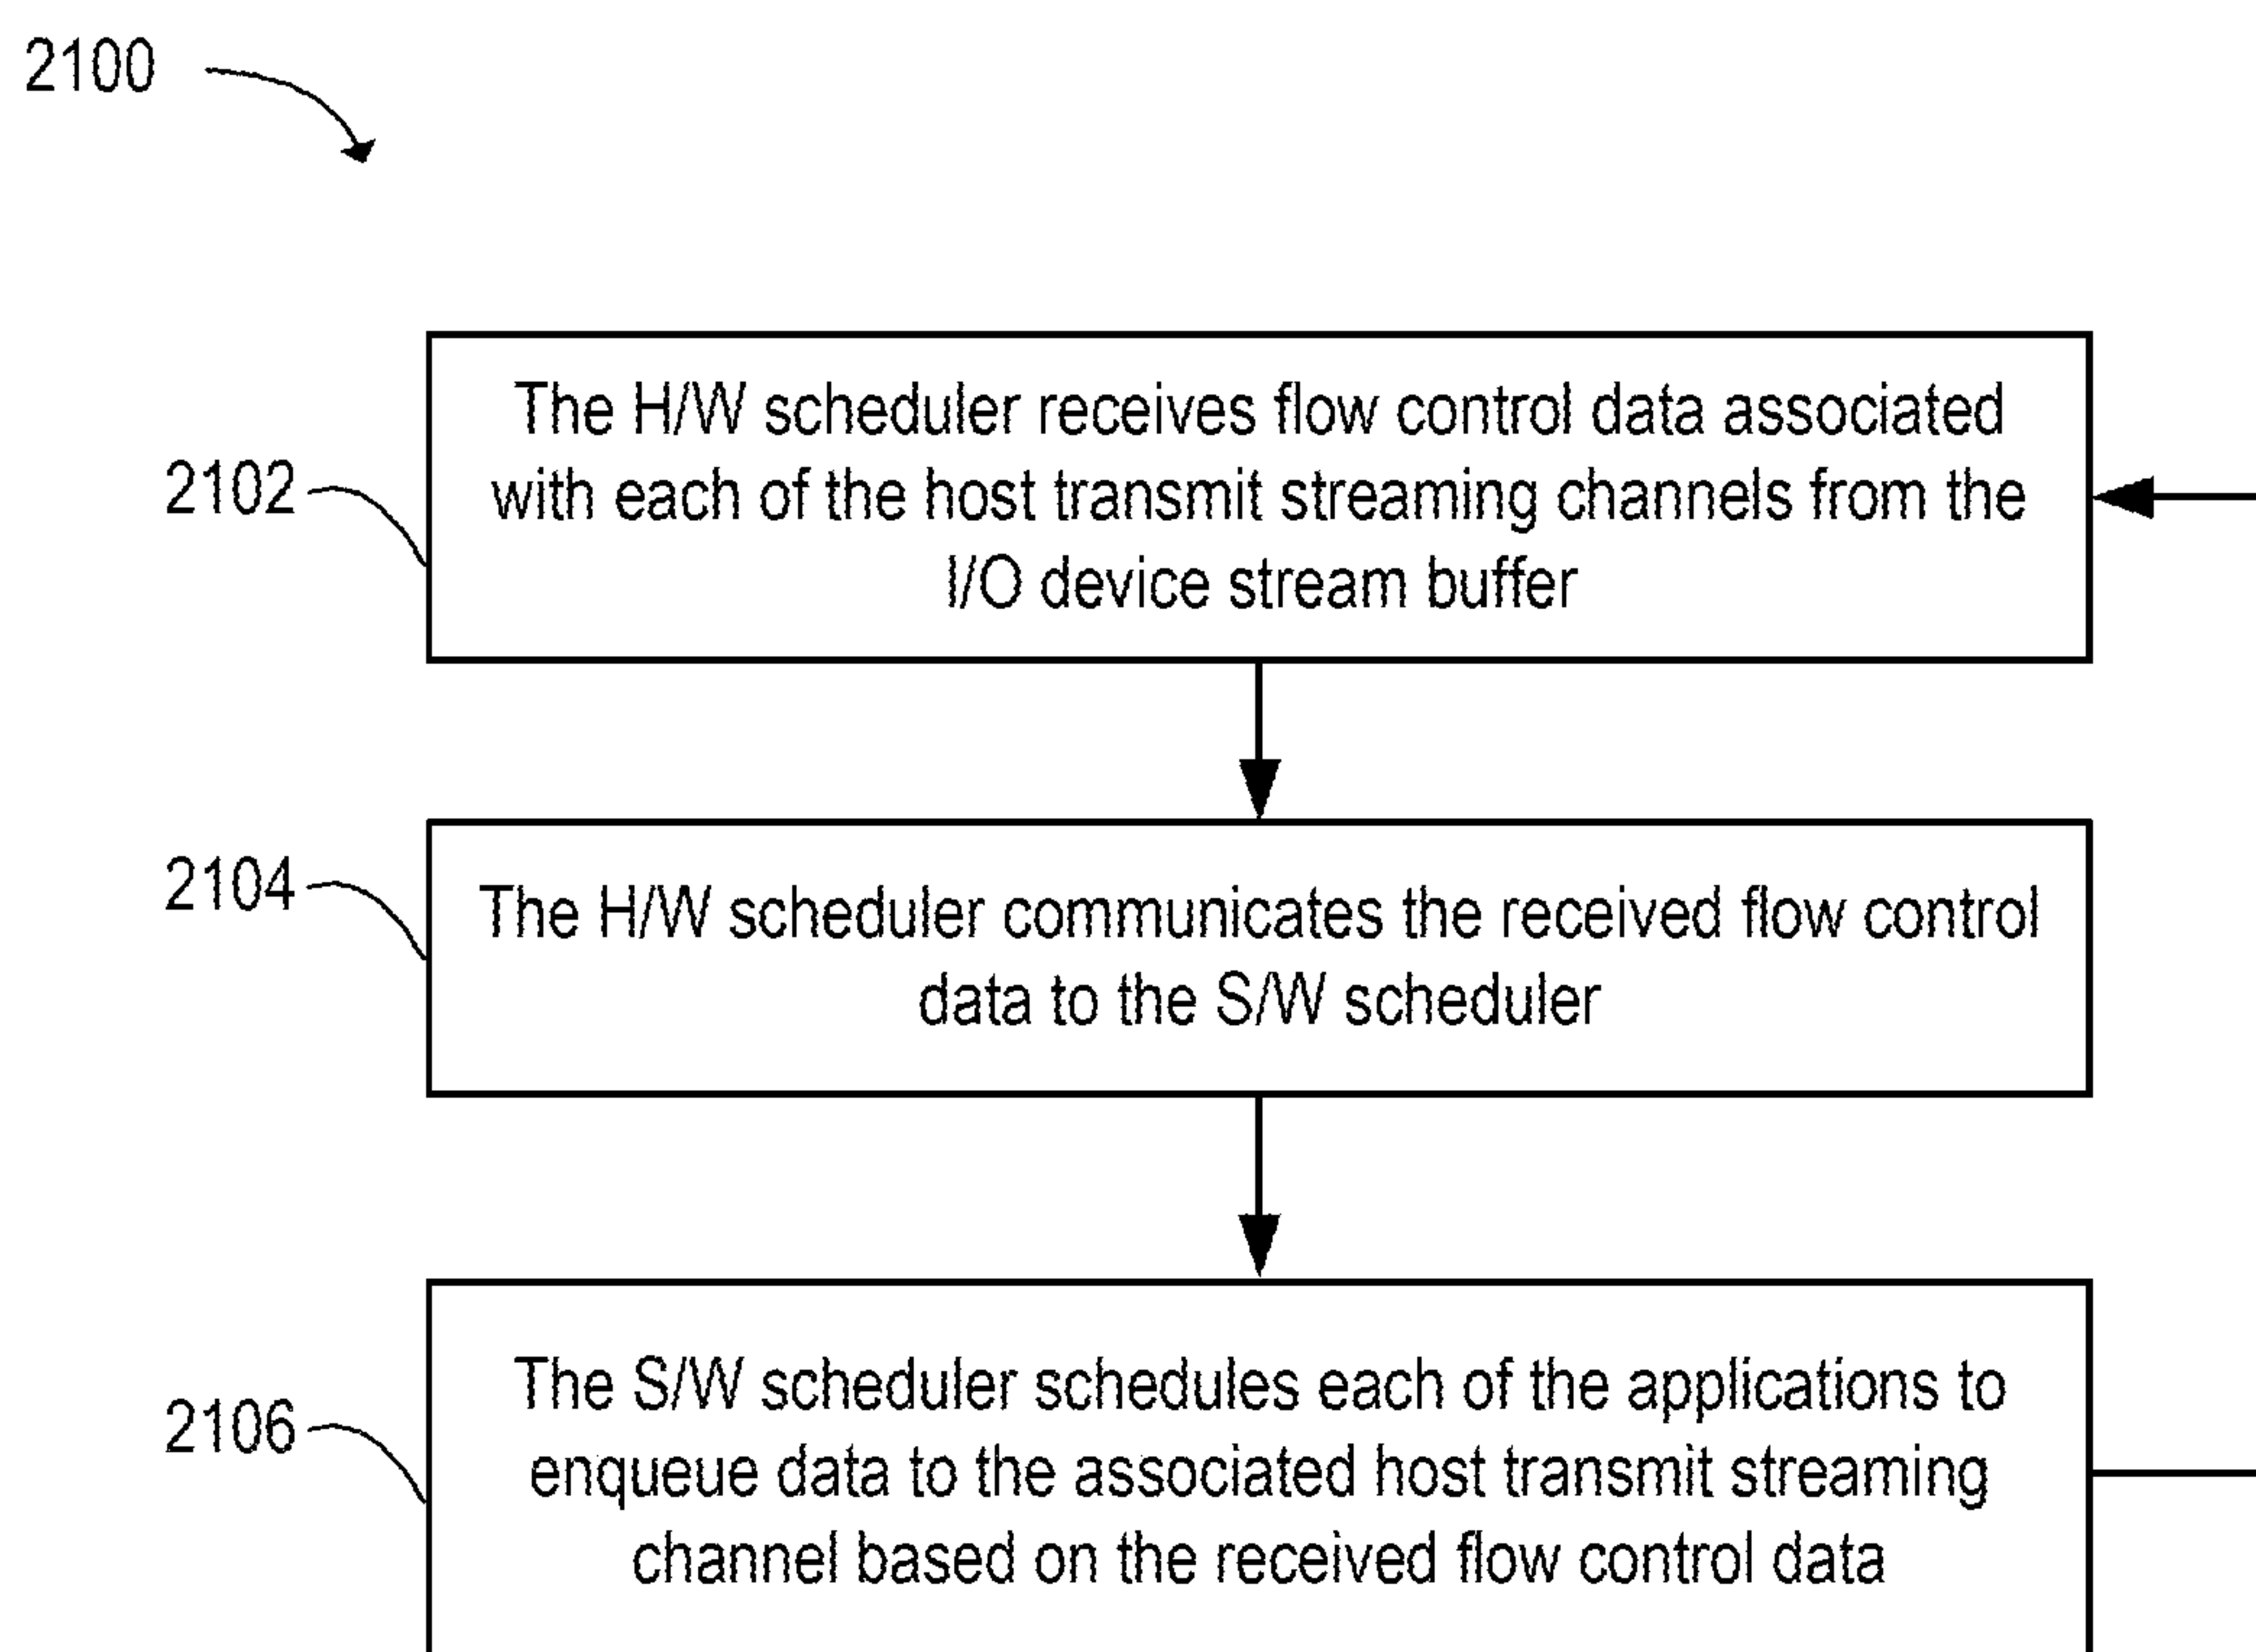 2100
The H/W scheduler receives flow control data associated
with each of the host transmit streaming channels from the
I/O device stream buffer
2102
The H/W scheduler communicates the received flow control
data to the S/W scheduler
2104
The S/W scheduler schedules each of the applications to
enqueue data to the associated host transmit streaming
channel based on the received flow control data
2106